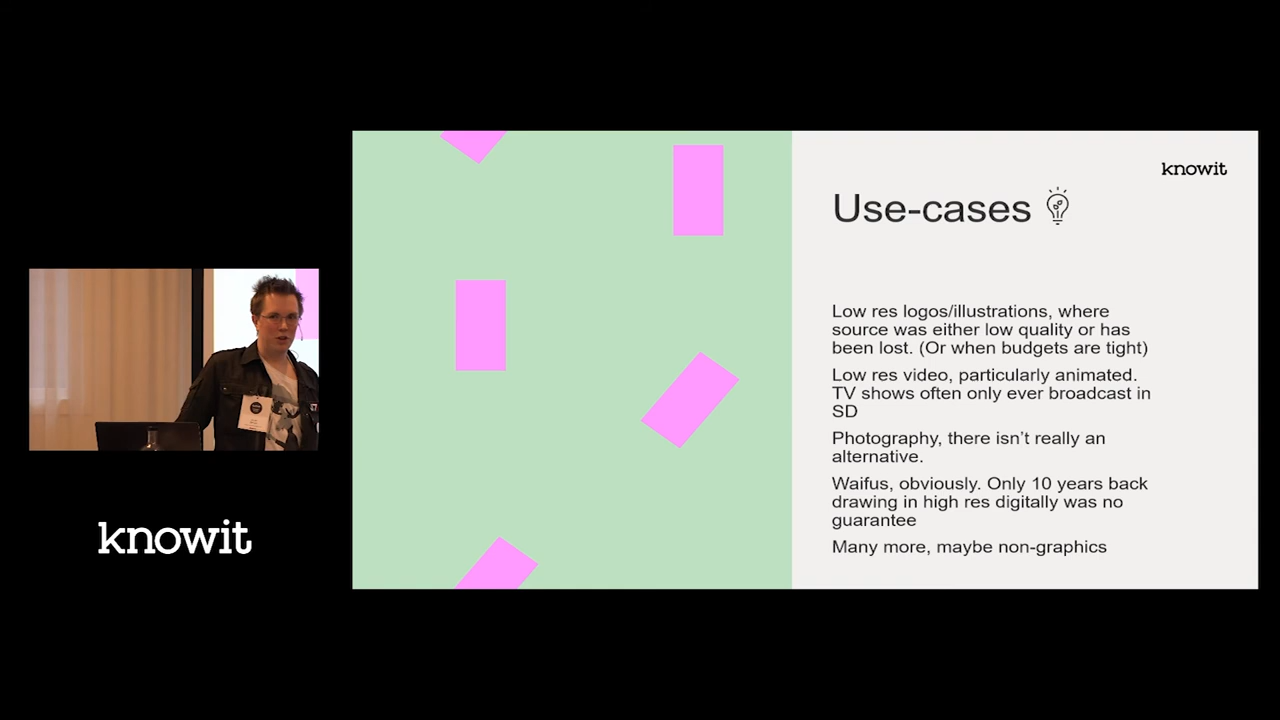 knowit
Use-cases
Low res logos/illustrations, where
source was either low quality or has
been lost. (Or when budgets are tight)
Low res video, particularly animated.
TV shows often only ever broadcast in
SD
Photography, there isn’t really an
alternative.
Waifus, obviously. Only 10 years back
drawing in high res digitally was no
guarantee
Many more, maybe non-graphics
knowit